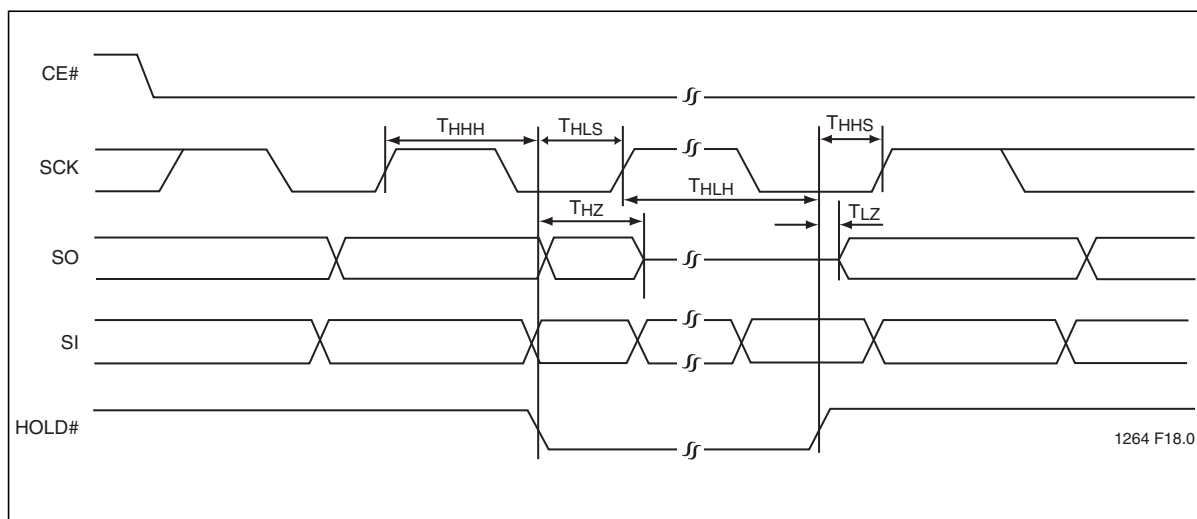 CE#
THHH
THLS
THHS
SCK
THLH
THZ
TLZ
SO
SI
HOLD#
1264 F18.0